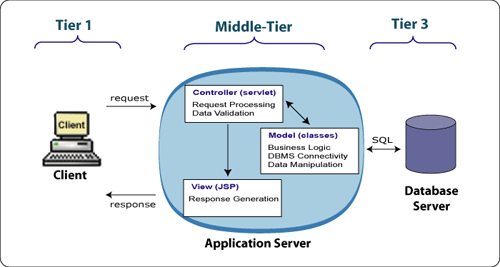 Tier 1
Middle-Tier
Tier 3
Controller (servlet)
Request Processing
Data Validation
request
Client
Model (classes)
Business Logic
DBMS Connectivity
Data Manipulation
SQL
Client
View (JSP)
Response Generation
response
Database
Server
Application Server